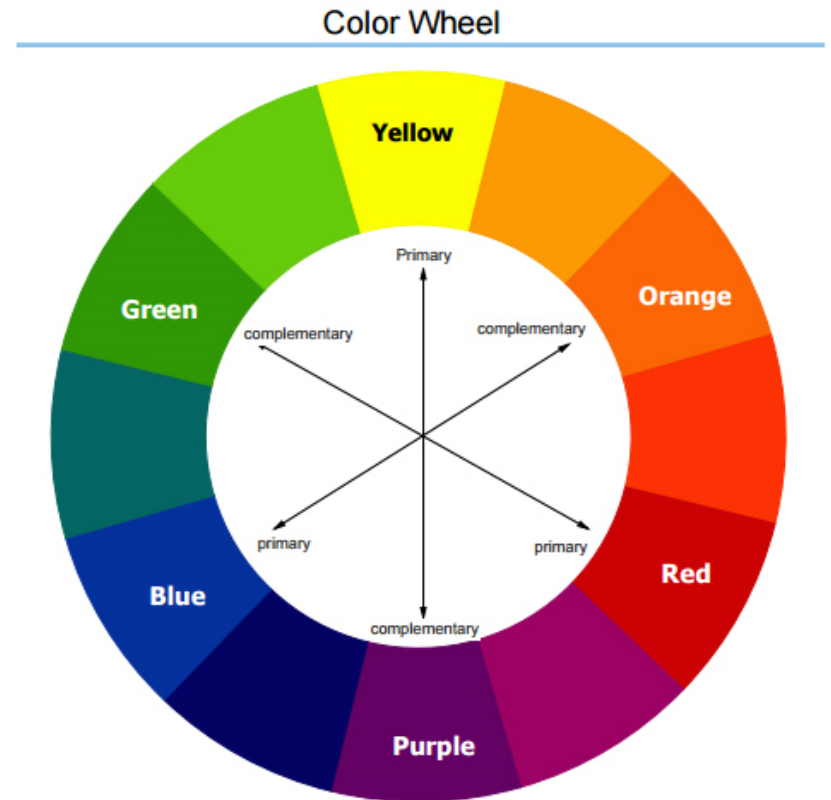 Color Wheel
Yellow
Primary
Orange
Green
complementary
complementary
primary
primary
Red
Blue
complementary
Purple